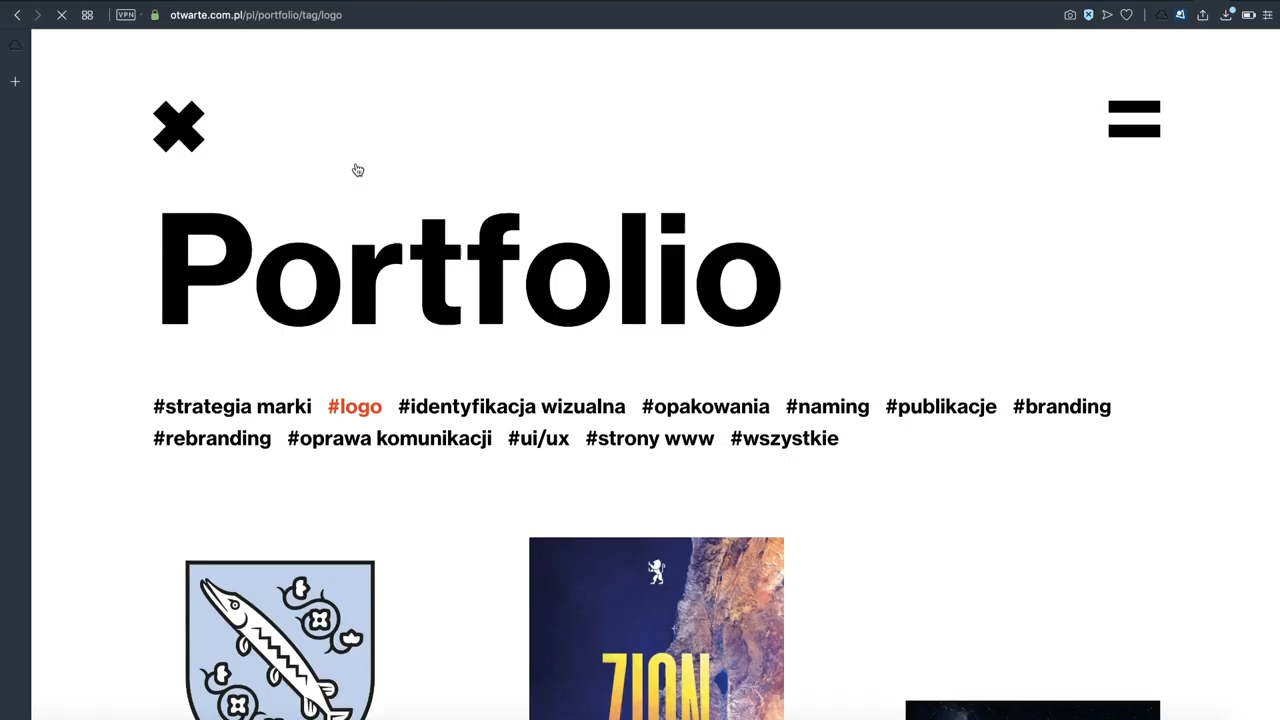 VPN
otwarte.com.pl/pl/portfolio/tag/logo
Portfolio
#strategia marki #logo #identyfikacja wizualna #opakowania #naming #publikacje #branding
#rebranding #oprawa komunikacji #ui/ux #strony www #wszystkie
ZION